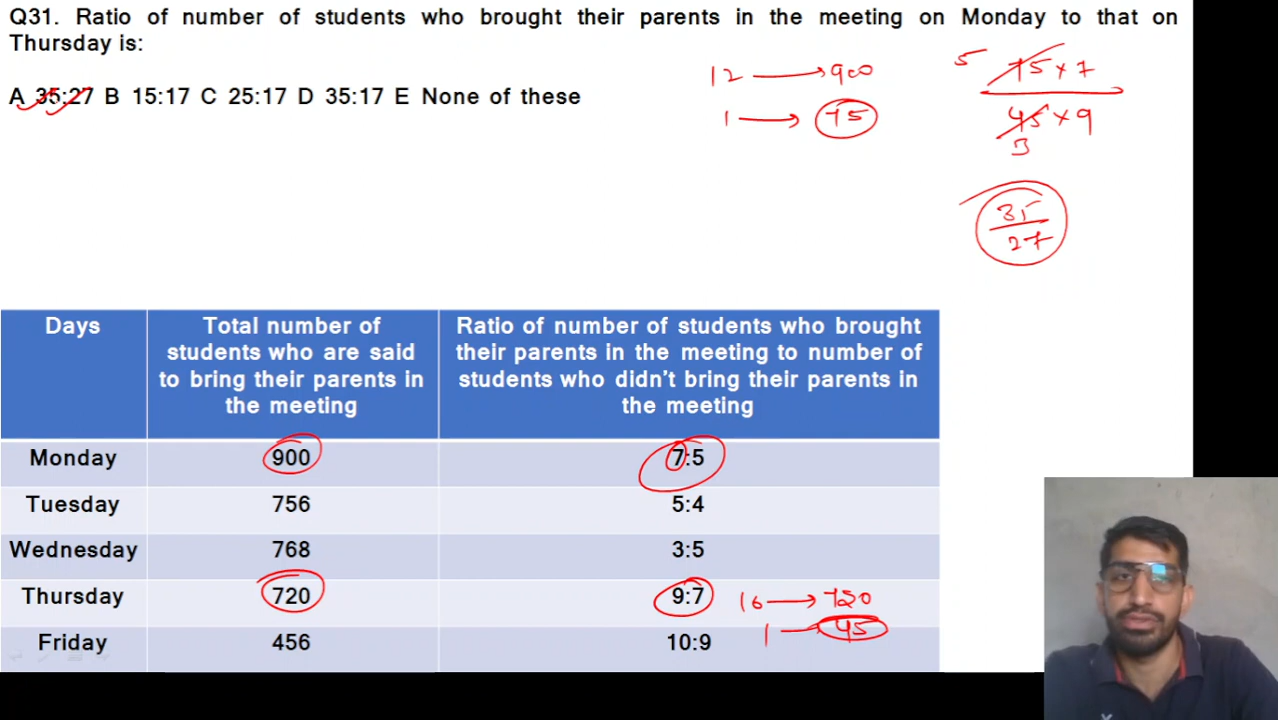 Q31. Ratio of number of students who brought their parents in the meeting on Monday to that on
Thursday is:
A 35:27 B 15:17 C 25:17 D 35:17 E None of these
12 → 900
1 → 75
5
75 × 7
45 × 9
3
35
27
Days
Total number of
students who are said
to bring their parents in
the meeting
Ratio of number of students who brought
their parents in the meeting to number of
students who didn't bring their parents in
the meeting
Monday 900 7:5
Tuesday 756 5:4
Wednesday 768 3:5
Thursday 720 9:7 16 → 720
1 → 45
Friday 456 10:9